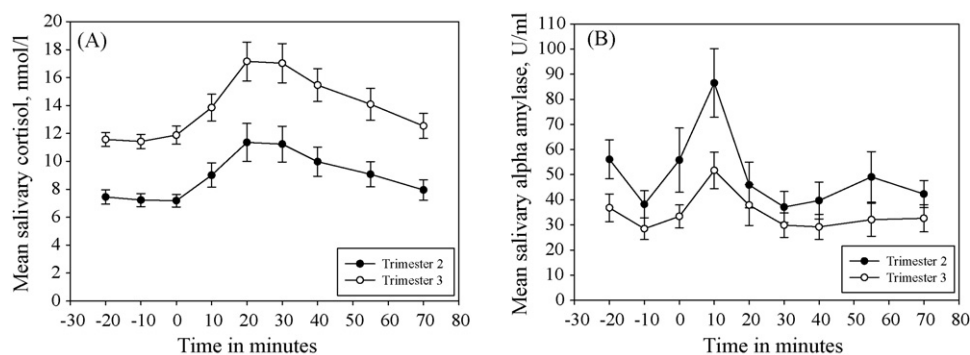 (A)
Mean salivary cortisol, nmol/l
20
18
16
14
12
10
8
6
4
2
0
-30 -20 -10 0 10 20 30 40 50 60 70 80
Time in minutes
Trimester 2
Trimester 3
(B)
Mean salivary alpha amylase, U/ml
110
100
90
80
70
60
50
40
30
20
10
0
-30 -20 -10 0 10 20 30 40 50 60 70 80
Time in minutes
Trimester 2
Trimester 3